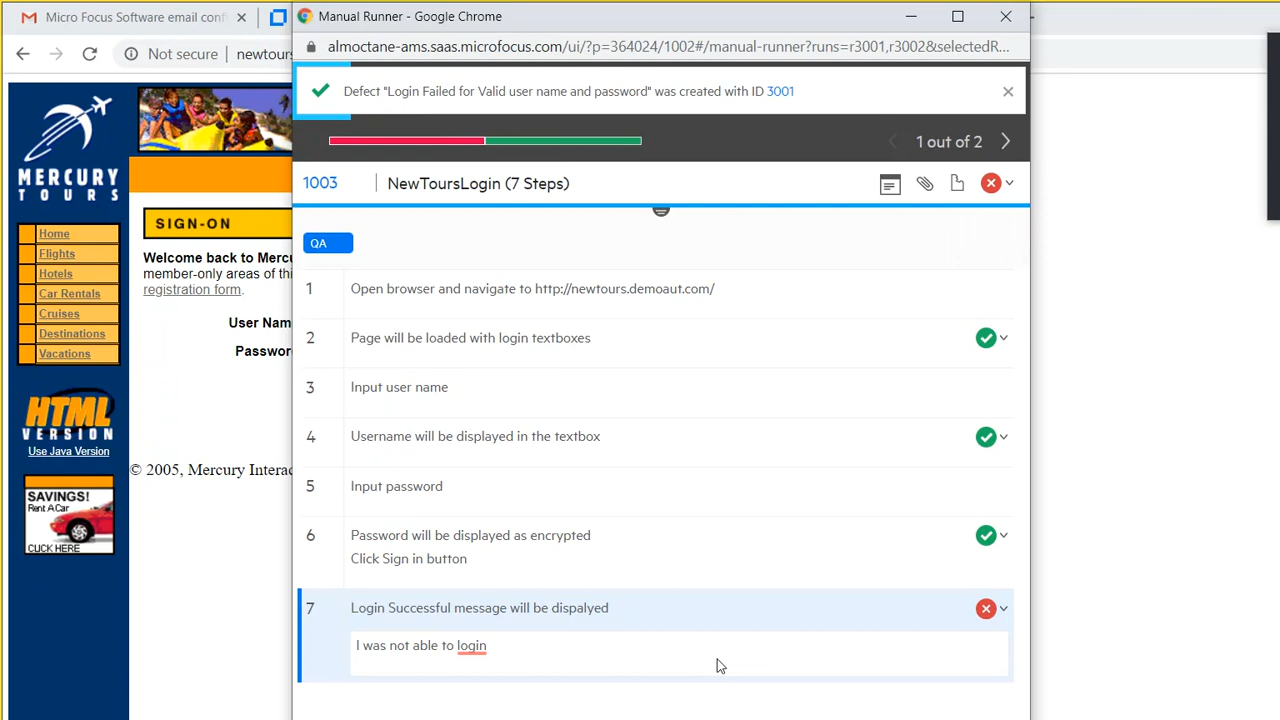 Micro Focus Software email conf
Manual Runner - Google Chrome
Not secure
newtours
almoctane-ams.saas.microfocus.com/ui/?p=364024/1002#/manual-runner?runs=r3001,r3002&selectedR...
Defect "Login Failed for Valid user name and password" was created with ID 3001
1 out of 2
1003
NewToursLogin (7 Steps)
QA
1 Open browser and navigate to http://newtours.demoaut.com/
2 Page will be loaded with login textboxes
3 Input user name
4 Username will be displayed in the textbox
5 Input password
6 Password will be displayed as encrypted
Click Sign in button
7 Login Successful message will be dispalyed
I was not able to login
MERCURY
TOURS
Home
Flights
Hotels
Car Rentals
Cruises
Destinations
Vacations
HTML
VERSION
Use Java Version
SAVINGS!
Rent A Car
CLICK HERE
SIGN-ON
Welcome back to Mercu
member-only areas of thi
registration form.
User Nam
Passwor
© 2005, Mercury Interac